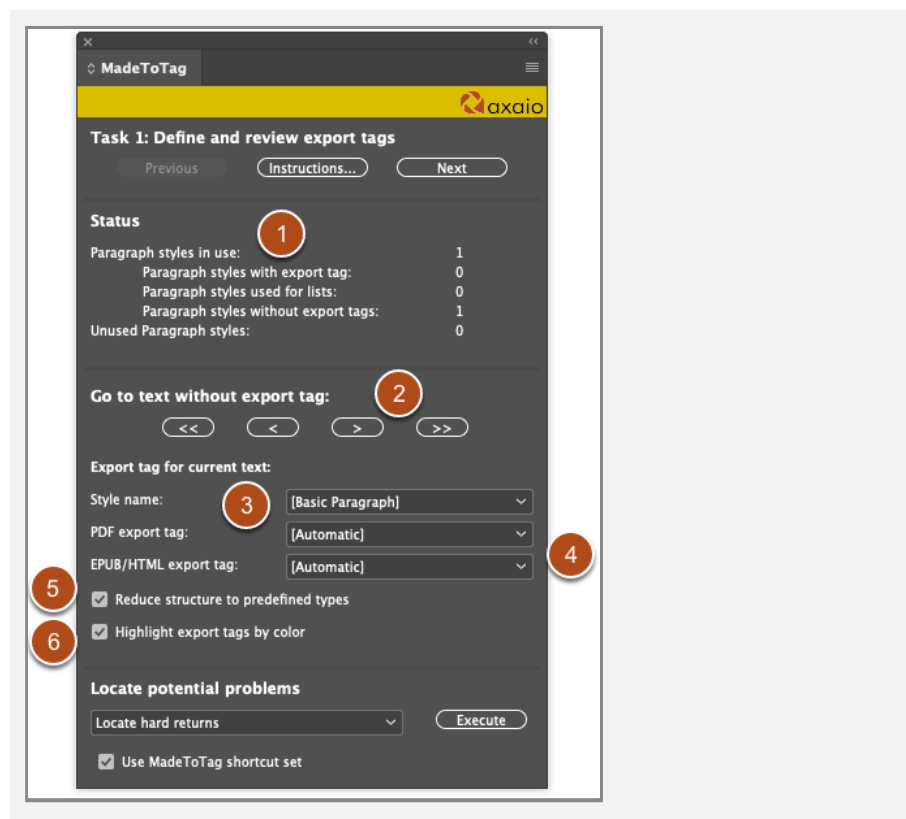 MadeToTag
axaio
Task 1: Define and review export tags
Previous Instructions... Next
Status 1
Paragraph styles in use: 1
Paragraph styles with export tag: 0
Paragraph styles used for lists: 0
Paragraph styles without export tags: 1
Unused Paragraph styles: 0
Go to text without export tag: 2
<< < > >>
Export tag for current text:
Style name: 3 [Basic Paragraph]
PDF export tag: [Automatic]
EPUB/HTML export tag: [Automatic] 4
5 Reduce structure to predefined types
6 Highlight export tags by color
Locate potential problems
Locate hard returns Execute
Use MadeToTag shortcut set